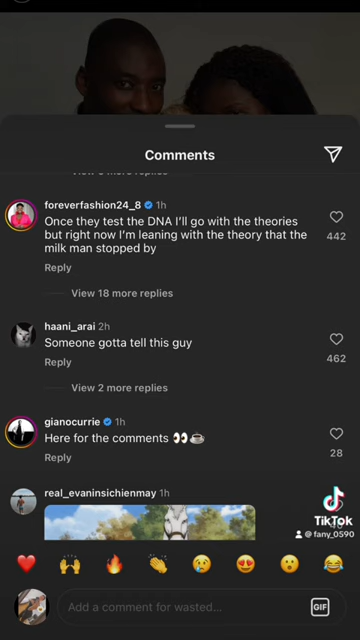 Comments
foreverfashion24_8 1h
Once they test the DNA I'll go with the theories
but right now I'm leaning with the theory that the
milk man stopped by
442
Reply
View 18 more replies
haani_arai 2h
Someone gotta tell this guy
462
Reply
View 2 more replies
gianocurrie 1h
Here for the comments 👀☕
28
Reply
real_evaninsichienmay 1h
TikTok
@fany_0590
❤️ 🙌 🔥 👏 😢 😍 😮 😂
Add a comment for wasted...
GIF